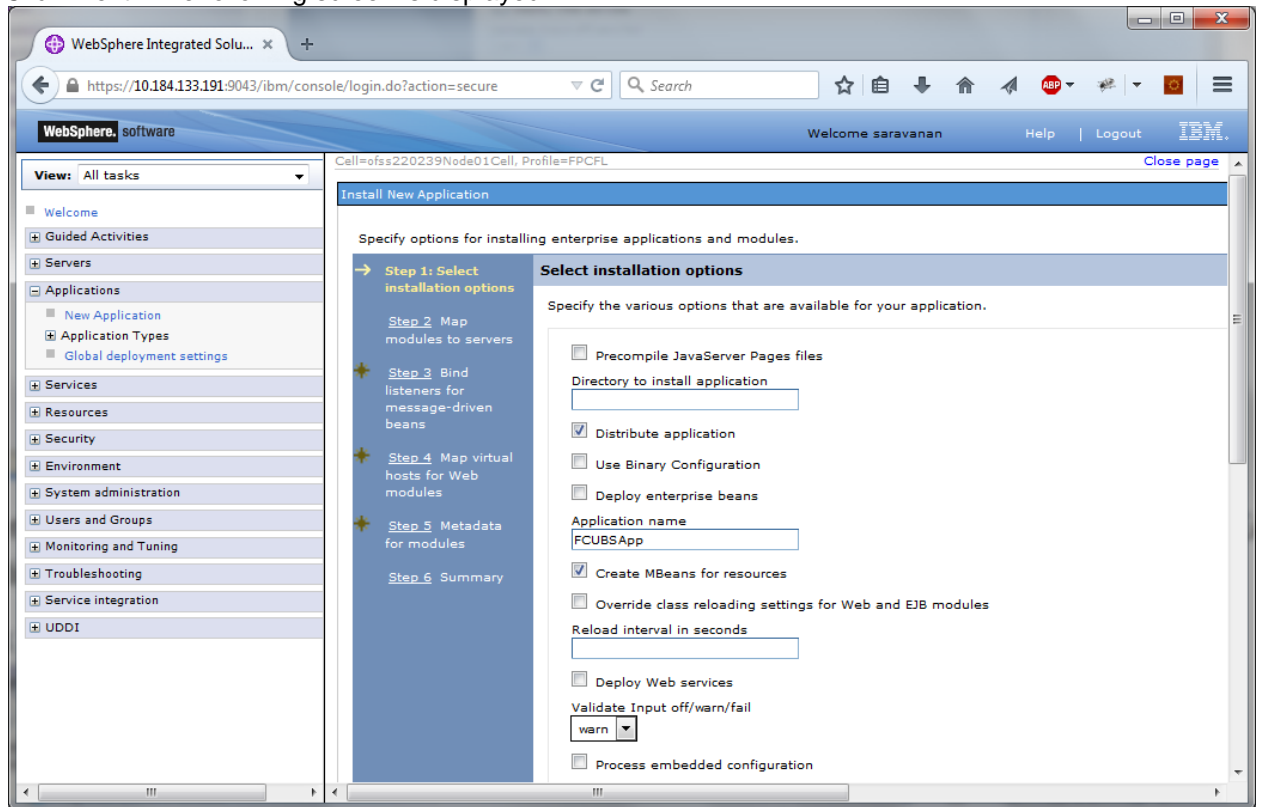 WebSphere Integrated Solu...
https://10.184.133.191:9043/ibm/console/login.do?action=secure
Search
ABP
WebSphere. software
Welcome saravanan
Help | Logout
IBM.
View: All tasks
Welcome
Guided Activities
Servers
Applications
New Application
Application Types
Global deployment settings
Services
Resources
Security
Environment
System administration
Users and Groups
Monitoring and Tuning
Troubleshooting
Service integration
UDDI
Cell=ofss220239Node01Cell, Profile=FPCFL
Close page
Install New Application
Specify options for installing enterprise applications and modules.
Step 1: Select
installation options
Step 2 Map
modules to servers
Step 3 Bind
listeners for
message-driven
beans
Step 4 Map virtual
hosts for Web
modules
Step 5 Metadata
for modules
Step 6 Summary
Select installation options
Specify the various options that are available for your application.
Precompile JavaServer Pages files
Directory to install application
Distribute application
Use Binary Configuration
Deploy enterprise beans
Application name
FCUBSApp
Create MBeans for resources
Override class reloading settings for Web and EJB modules
Reload interval in seconds
Deploy Web services
Validate Input off/warn/fail
warn
Process embedded configuration